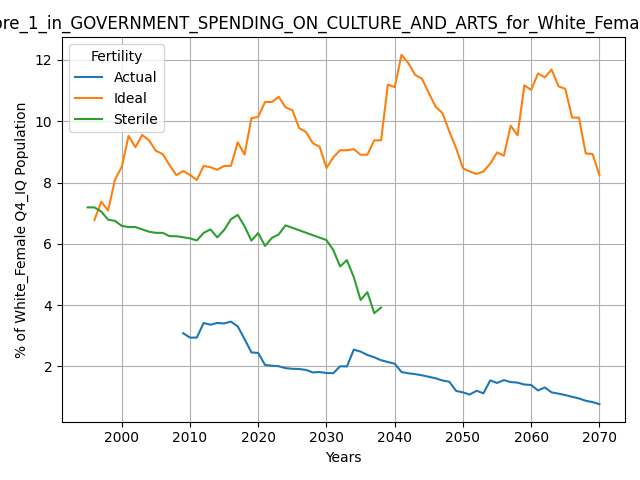 ore_1_in_GOVERNMENT_SPENDING_ON_CULTURE_AND_ARTS_for_White_Fema
Fertility
Actual
Ideal
Sterile
% of White_Female Q4_IQ Population
12
10
8
6
4
2
2000 2010 2020 2030 2040 2050 2060 2070
Years